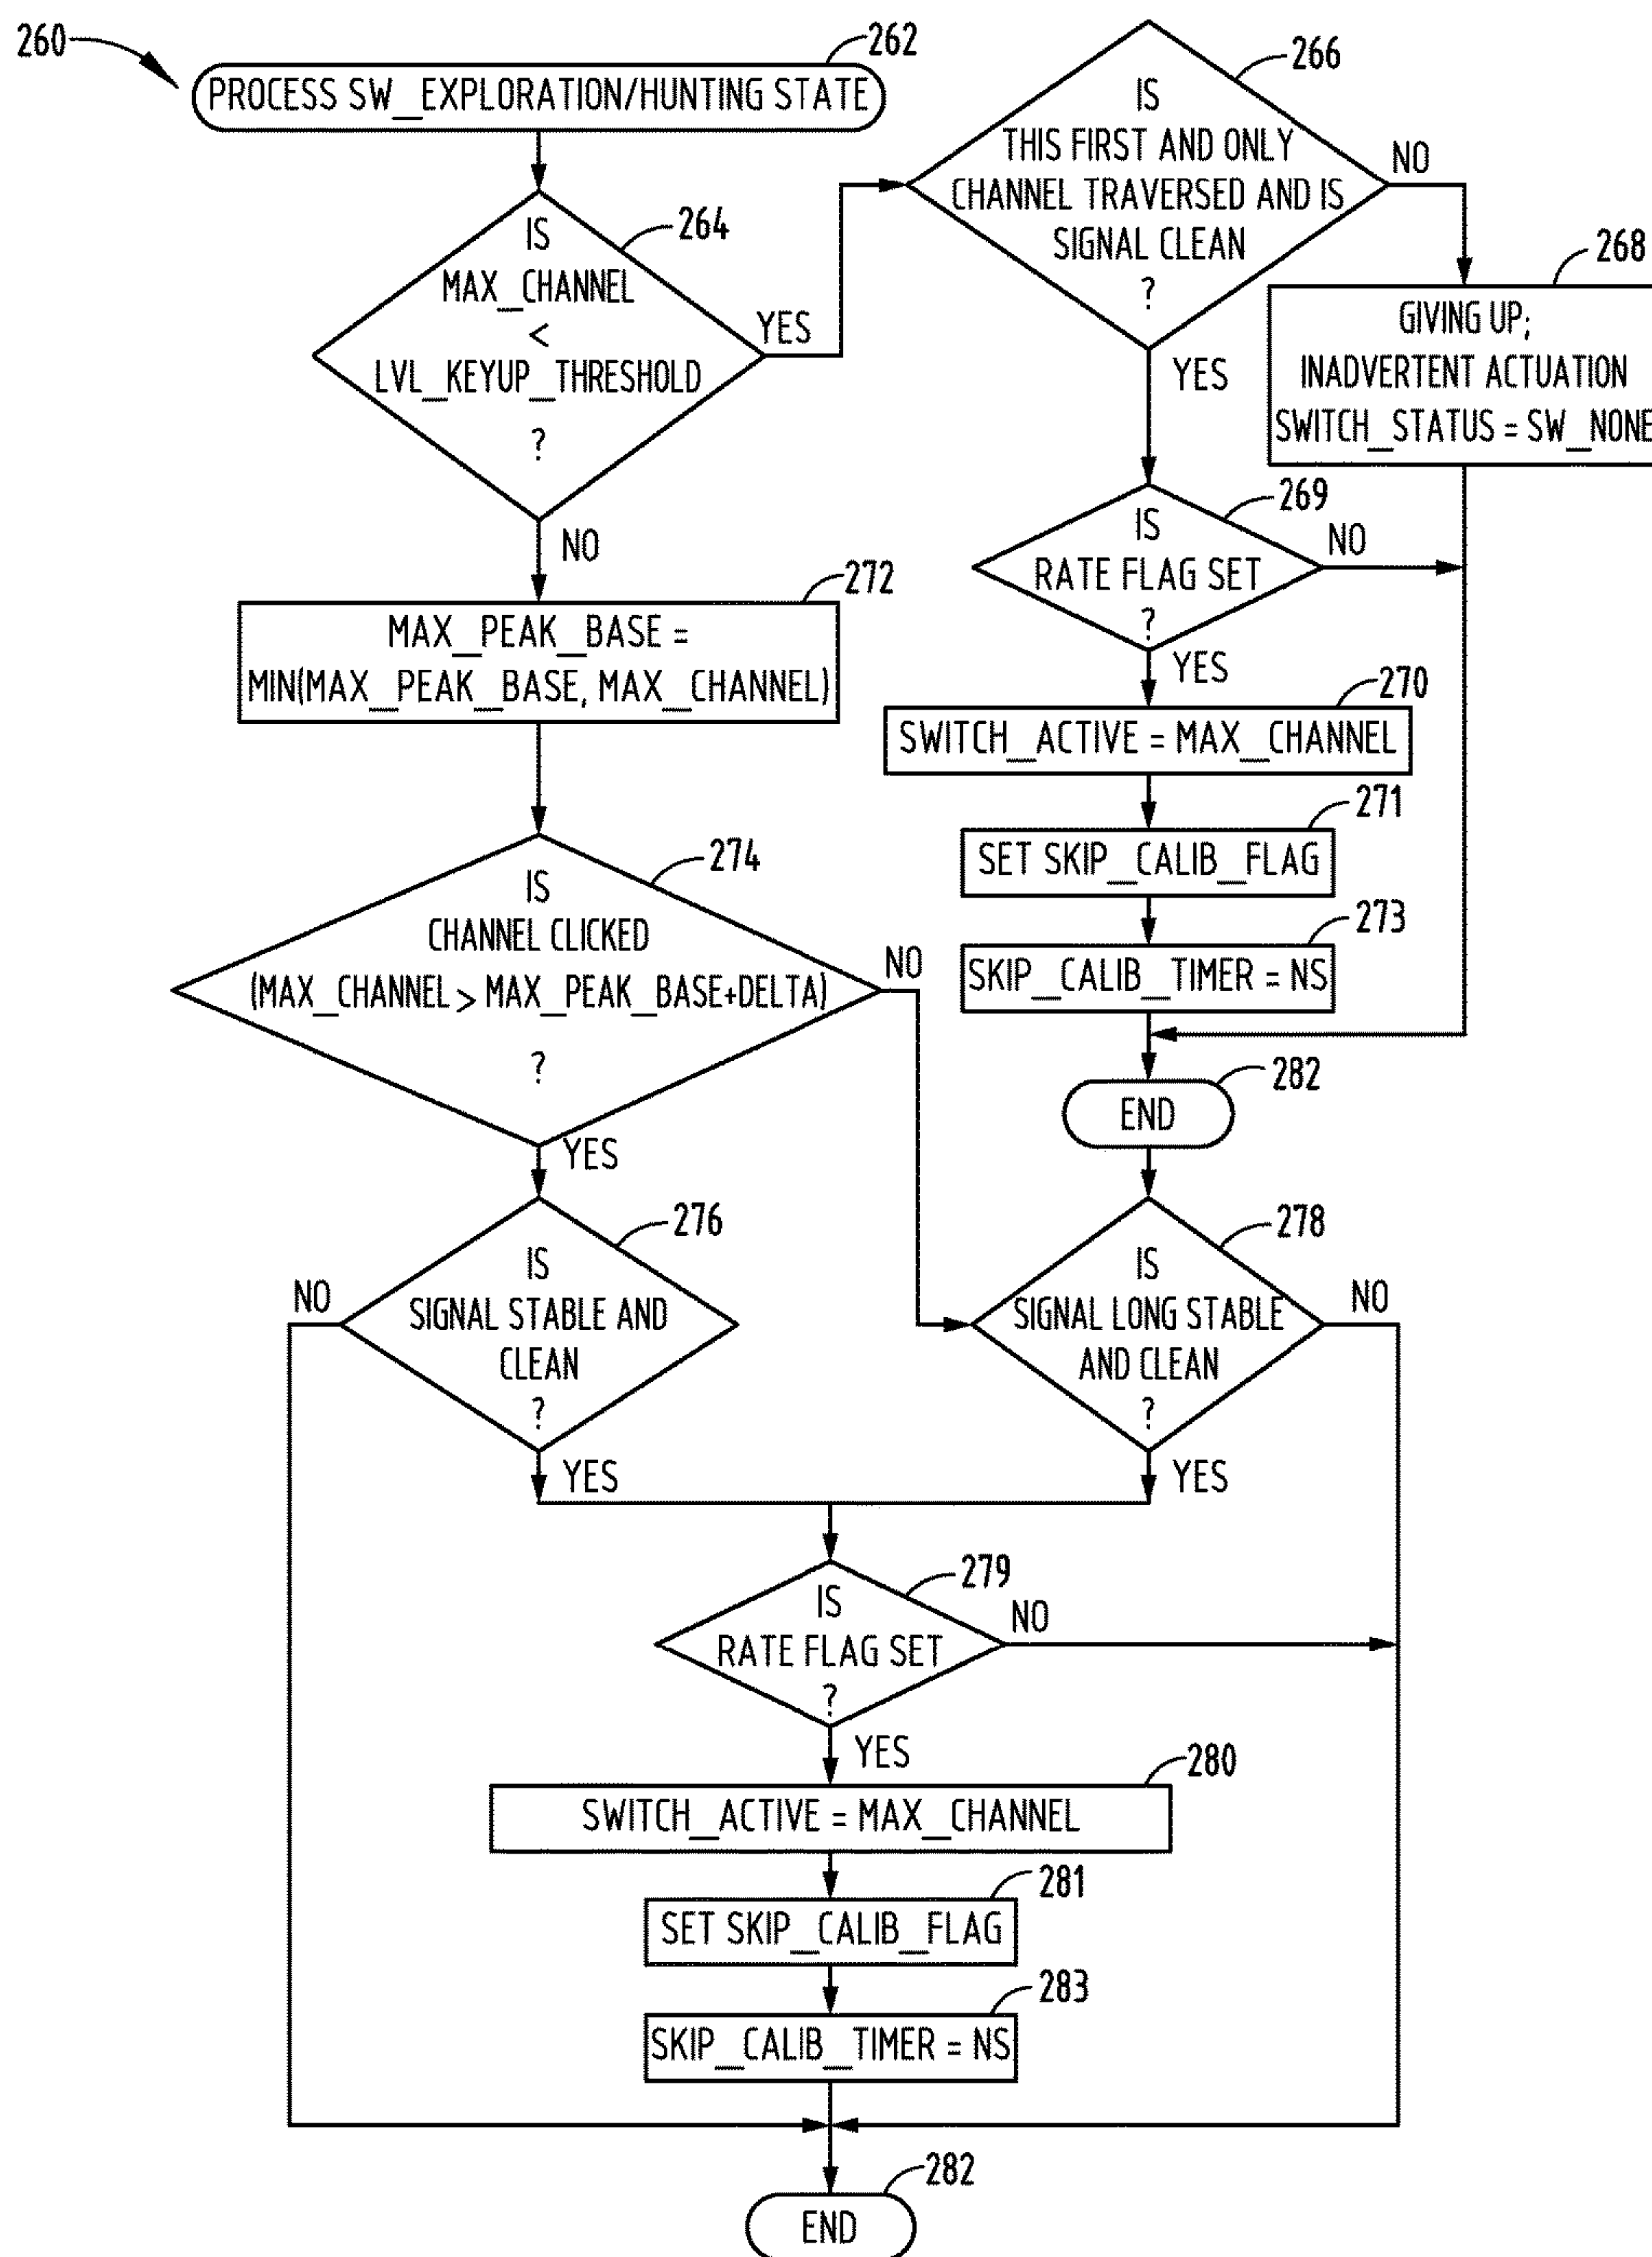 260
262
PROCESS SW_EXPLORATION/HUNTING STATE
264
IS
MAX_CHANNEL
<
LVL_KEYUP_THRESHOLD
?
YES
NO
266
IS
THIS FIRST AND ONLY
CHANNEL TRAVERSED AND IS
SIGNAL CLEAN
?
NO
YES
268
GIVING UP;
INADVERTENT ACTUATION
SWITCH_STATUS = SW_NONE
269
IS
RATE FLAG SET
?
NO
YES
270
SWITCH_ACTIVE = MAX_CHANNEL
271
SET SKIP_CALIB_FLAG
273
SKIP_CALIB_TIMER = NS
282
END
272
MAX_PEAK_BASE =
MIN(MAX_PEAK_BASE, MAX_CHANNEL)
274
IS
CHANNEL CLICKED
(MAX_CHANNEL > MAX_PEAK_BASE+DELTA)
?
NO
YES
276
IS
SIGNAL STABLE AND
CLEAN
?
NO
YES
278
IS
SIGNAL LONG STABLE
AND CLEAN
?
NO
YES
279
IS
RATE FLAG SET
?
NO
YES
280
SWITCH_ACTIVE = MAX_CHANNEL
281
SET SKIP_CALIB_FLAG
283
SKIP_CALIB_TIMER = NS
282
END